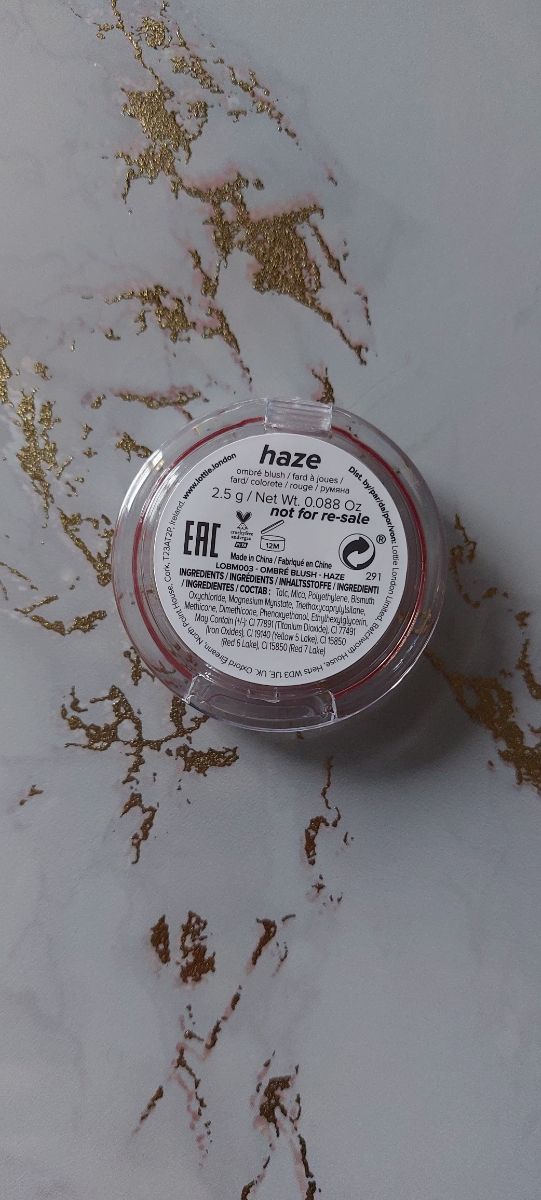 haze
ombré blush / fard à joues /
fard/ colorete / rouge / румяна
2.5 g / Net Wt. 0.088 Oz
not for re-sale
EAC
crueltyfree
and vegan
PETA
12M
®
Made in China / Fabriqué en Chine
LOBM003 - OMBRÉ BLUSH - HAZE
291
INGREDIENTS / INGRÉDIENTS / INHALTSSTOFFE / INGREDIENTI
/ INGREDIENTES / СОСТАВ : Talc, Mica, Polyethylene, Bismuth
Oxychloride, Magnesium Myristate, Triethoxycaprylylsilane,
Methicone, Dimethicone, Phenoxyethanol, Ethylhexylglycerin,
May Contain (+/-): CI 77891 (Titanium Dioxide), CI 77491
(Iron Oxides), CI 19140 (Yellow 5 Lake), CI 15850
(Red 6 Lake), CI 15850 (Red 7 Lake)
Dist. by/par/da/por/von: Lottie London Limited, Batchworth House, Herts WD3 1JE, UK. Oxford Éireann, North Point House, Cork, T23AT2P, Ireland. www.lottie.london